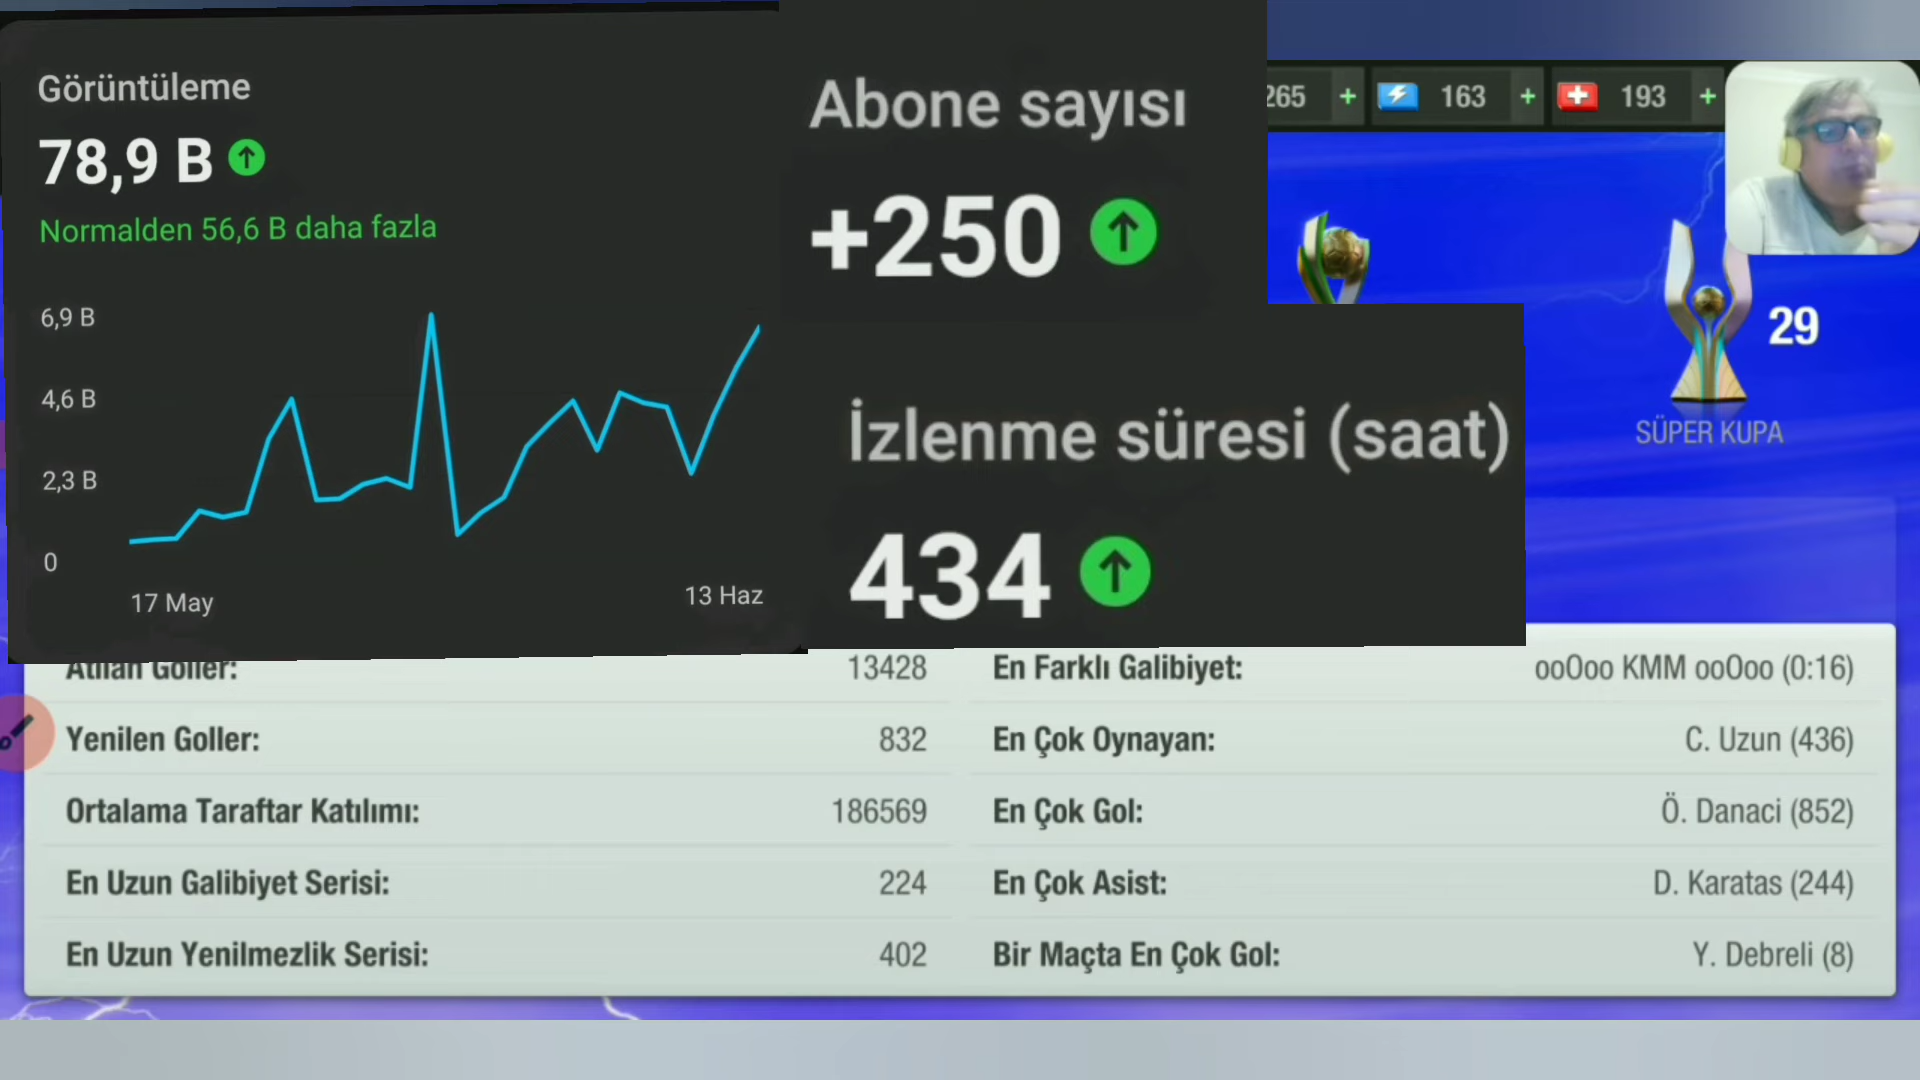 Görüntüleme
78,9 B
Normalden 56,6 B daha fazla
6,9 B
4,6 B
2,3 B
0
17 May
13 Haz
Abone sayısı
+250
İzlenme süresi (saat)
434
265 +
163 +
193 +
29
SÜPER KUPA
Atılan Goller: 13428
Yenilen Goller: 832
Ortalama Taraftar Katılımı: 186569
En Uzun Galibiyet Serisi: 224
En Uzun Yenilmezlik Serisi: 402
En Farklı Galibiyet: ooOoo KMM ooOoo (0:16)
En Çok Oynayan: C. Uzun (436)
En Çok Gol: Ö. Danaci (852)
En Çok Asist: D. Karatas (244)
Bir Maçta En Çok Gol: Y. Debreli (8)